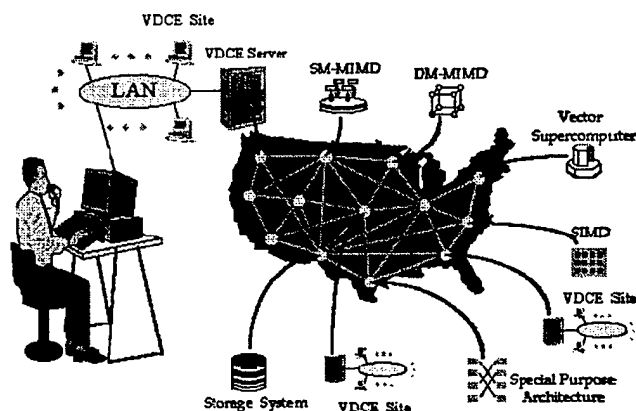 VDCE Site
VDCE Server
LAN
SM-MIMD
DM-MIMD
Vector
Supercomputer
SIMD
VDCE Site
Storage System
VDCE Site
Special Purpose
Architecture